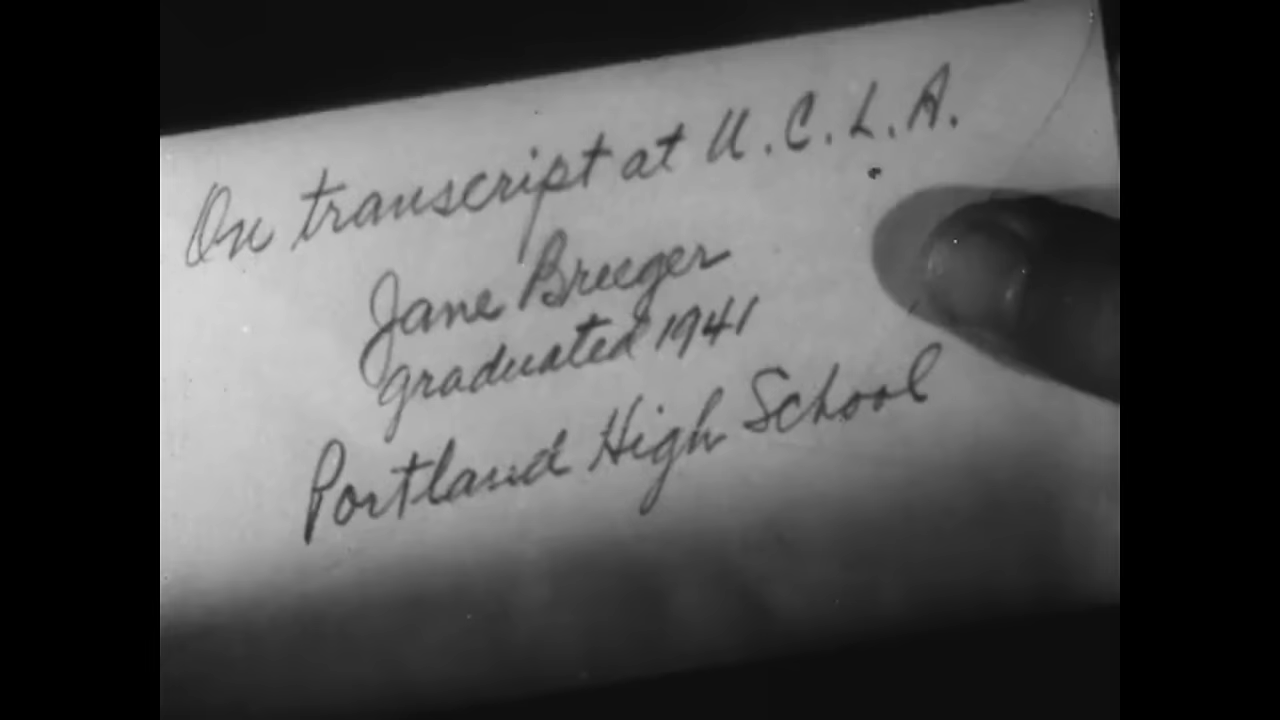 On transcript at U.C.L.A.
Jane Breeger
graduated 1941
Portland High School